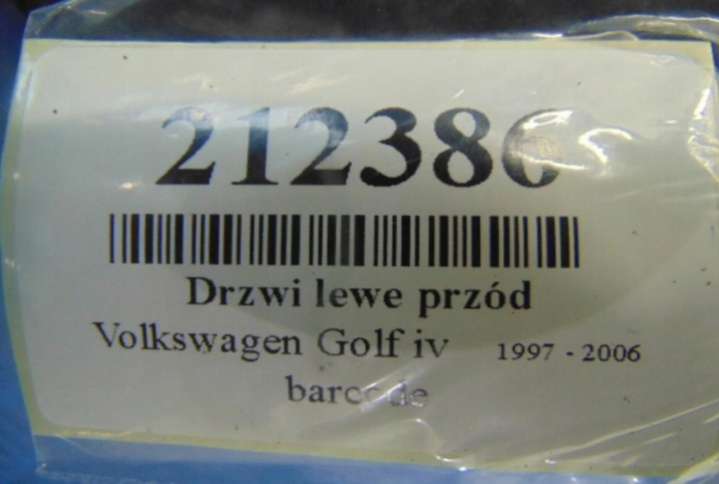 212386
Drzwi lewe przód
Volkswagen Golf iv 1997 - 2006
barcode